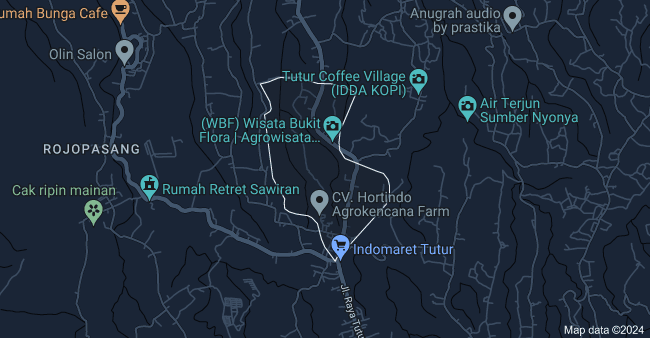 umah Bunga Cafe
Anugrah audio
by prastika
Olin Salon
Tutur Coffee Village
(IDDA KOPI)
Air Terjun
Sumber Nyonya
(WBF) Wisata Bukit
Flora | Agrowisata...
ROJOPASANG
Cak ripin mainan
Rumah Retret Sawiran
CV. Hortindo
Agrokencana Farm
Indomaret Tutur
Jl. Raya Tutu
Map data ©2024